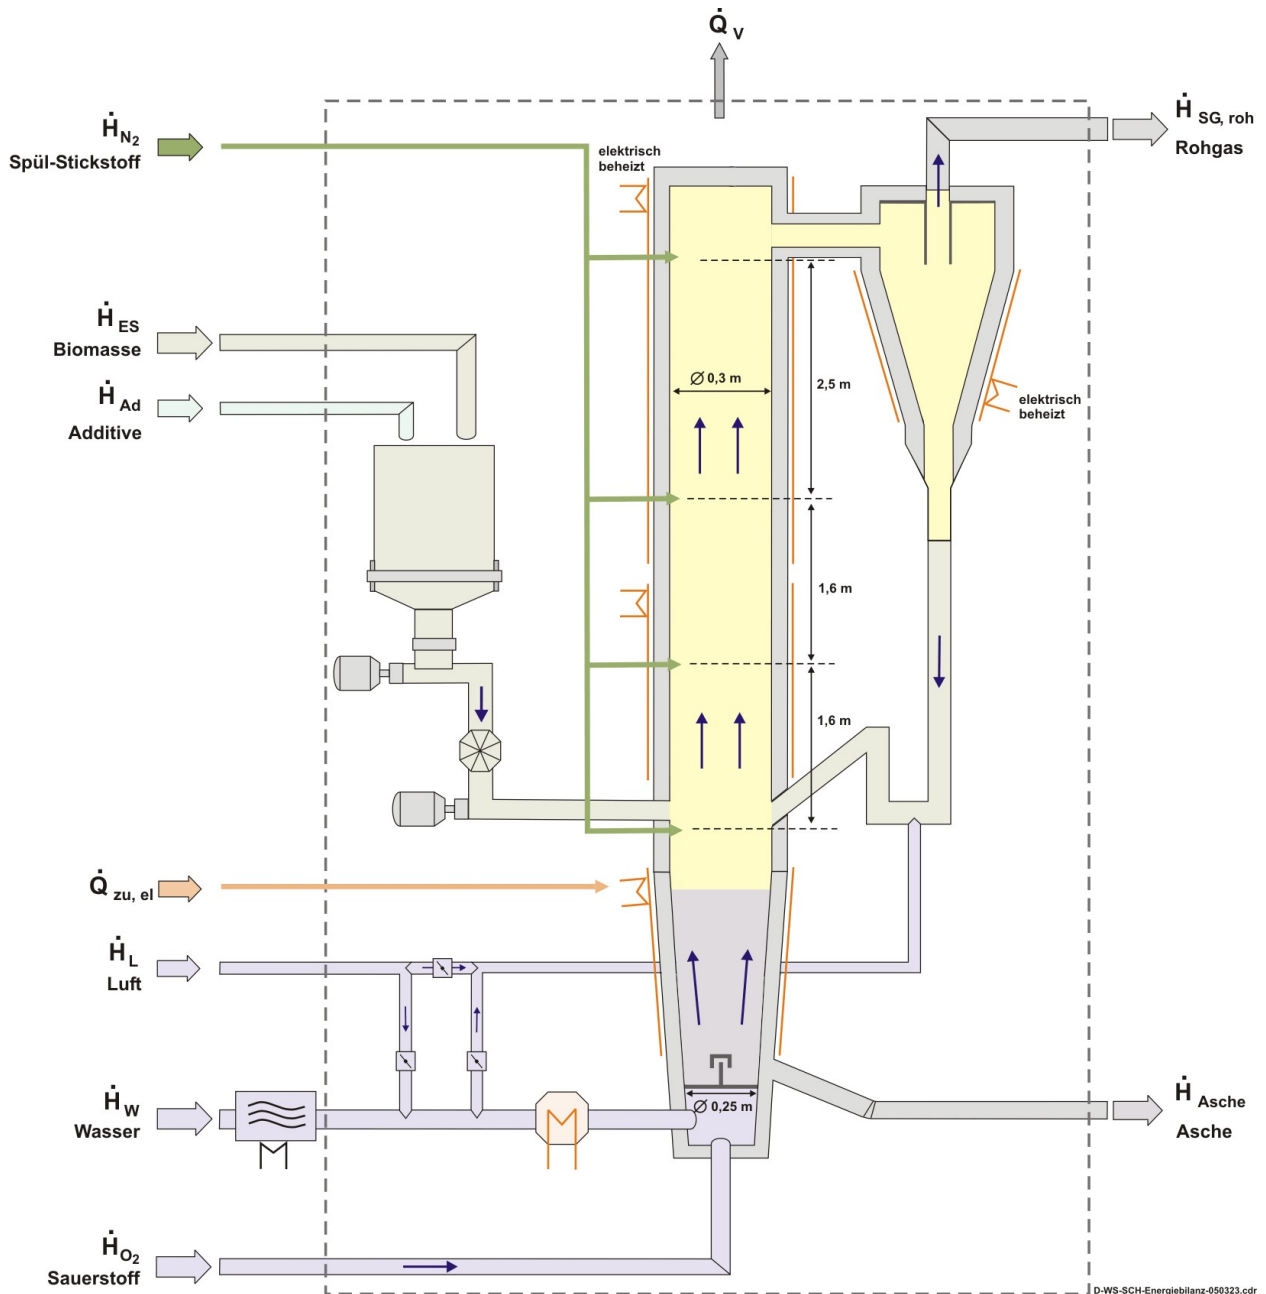 Q̇ V
Ḣ N2
Spül-Stickstoff
elektrisch
beheizt
Ḣ SG, roh
Rohgas
Ḣ ES
Biomasse
Ḣ Ad
Additive
Ø 0,3 m
2,5 m
elektrisch
beheizt
1,6 m
1,6 m
Q̇ zu, el
Ḣ L
Luft
Ḣ W
Wasser
Ø 0,25 m
Ḣ Asche
Asche
Ḣ O2
Sauerstoff
D-WS-SCH-Energiebilanz-050323.cdr